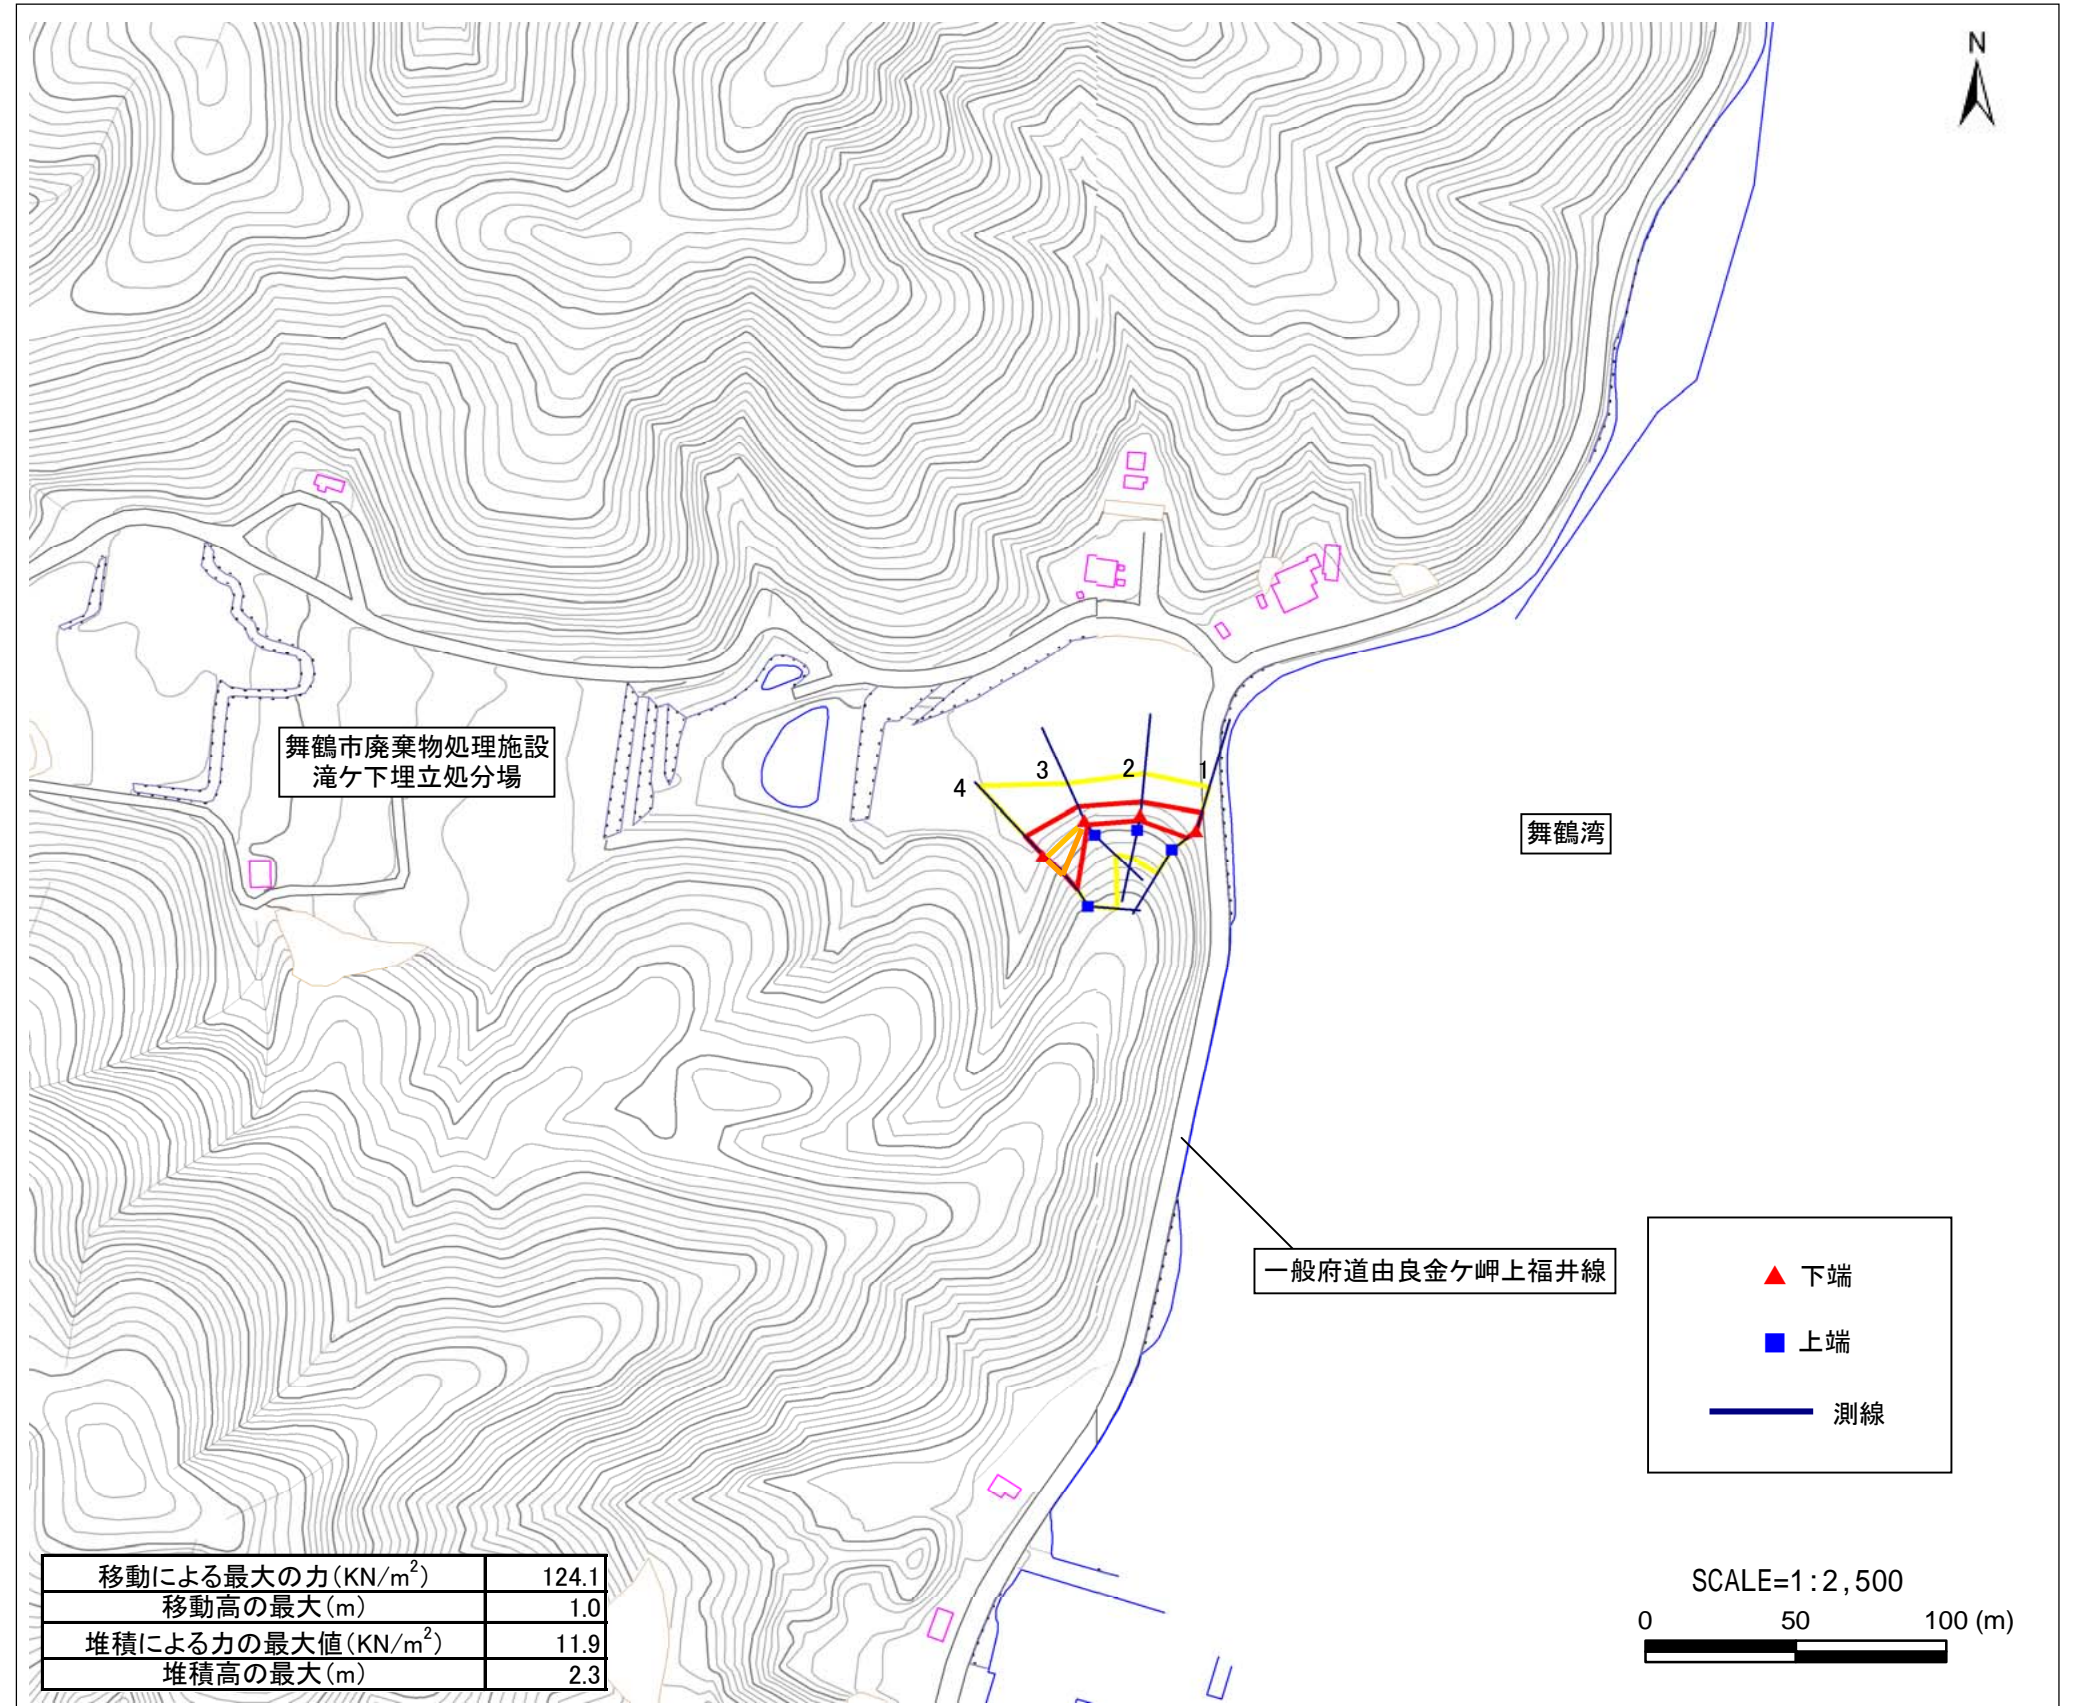 N
舞鶴市廃棄物処理施設
滝ケ下埋立処分場
4
3
2
1
舞鶴湾
一般府道由良金ケ岬上福井線
下端
上端
測線
移動による最大の力(KN/m²) 124.1
移動高の最大(m) 1.0
堆積による力の最大値(KN/m²) 11.9
堆積高の最大(m) 2.3
SCALE=1:2,500
0 50 100 (m)